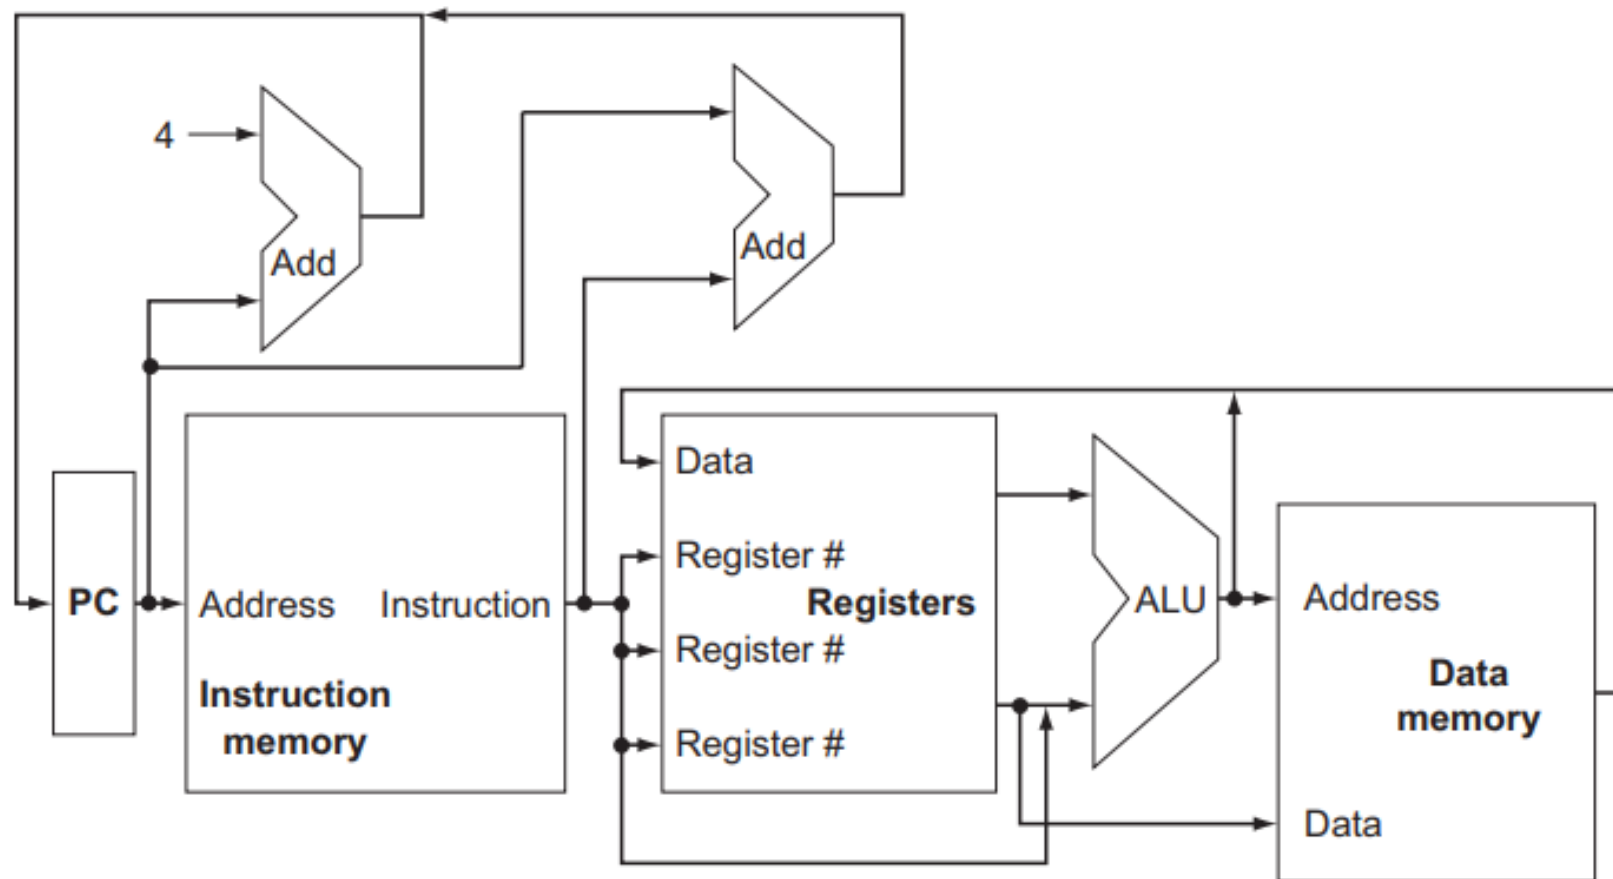 4
Add
Add
Data
Register #
Register #
Register #
Registers
PC
Address
Instruction
Instruction
memory
ALU
Address
Data
memory
Data